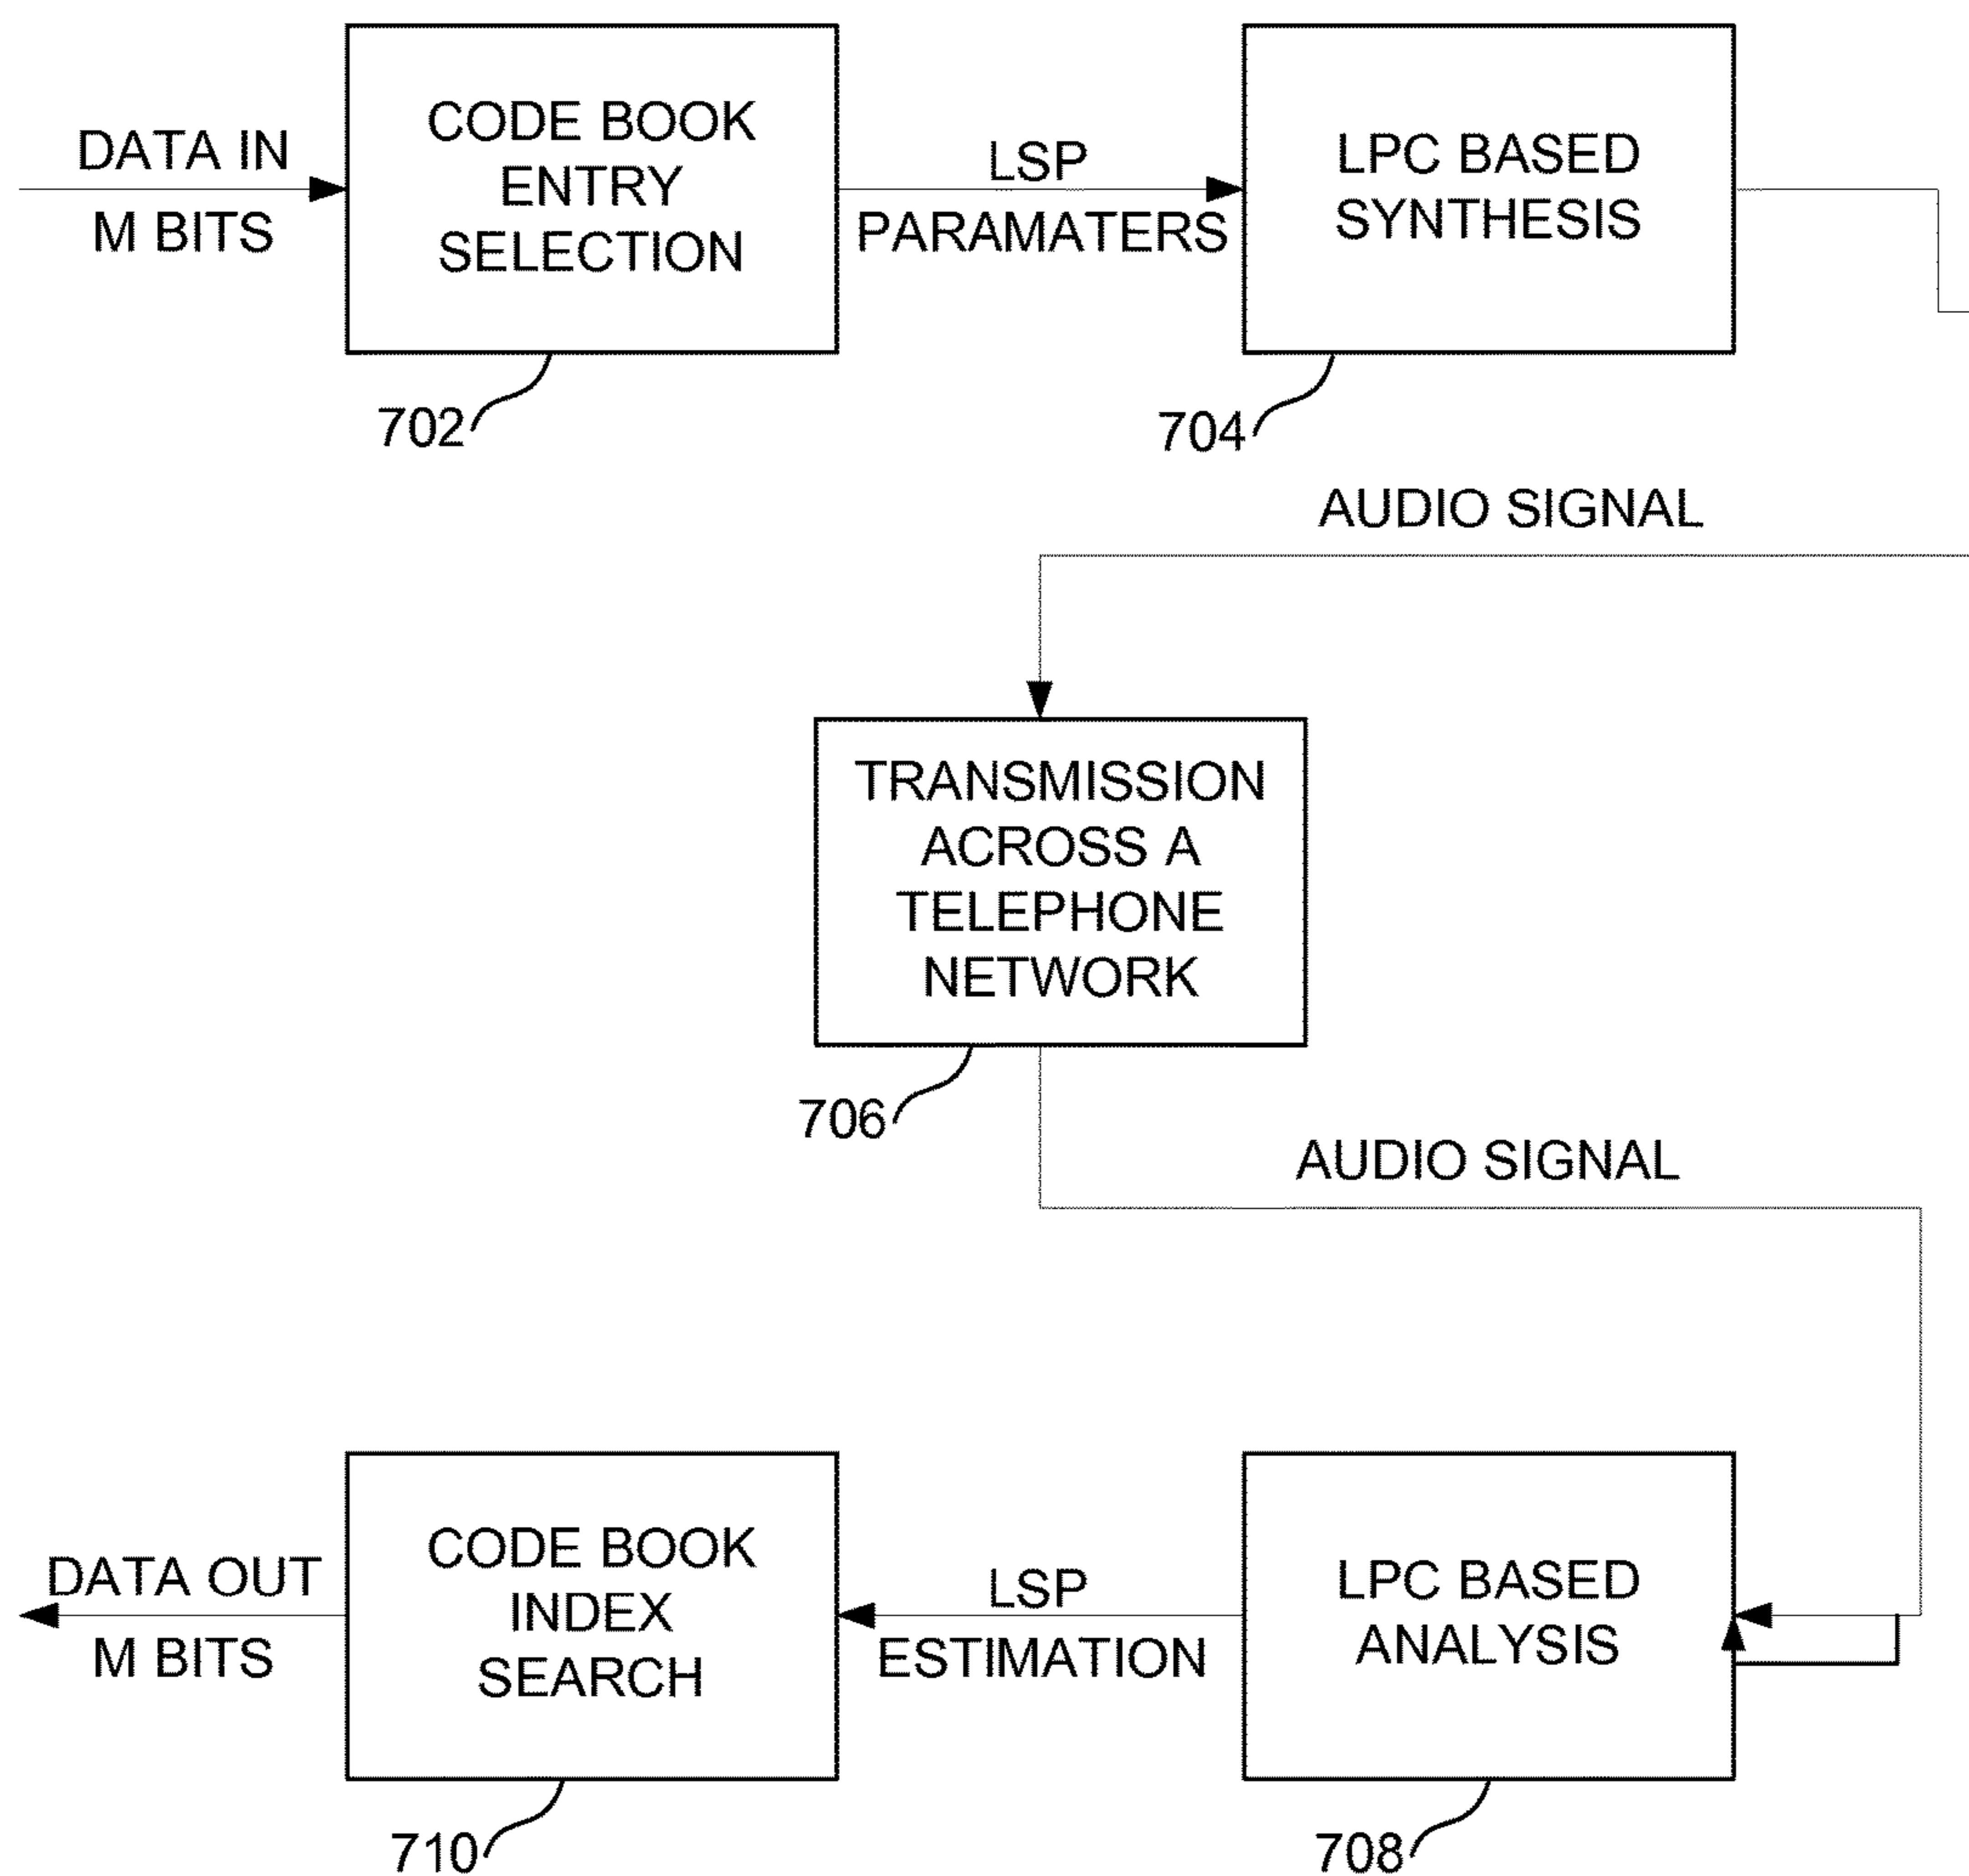 DATA IN
M BITS
CODE BOOK
ENTRY
SELECTION
702
LSP
PARAMATERS
LPC BASED
SYNTHESIS
704
AUDIO SIGNAL
TRANSMISSION
ACROSS A
TELEPHONE
NETWORK
706
AUDIO SIGNAL
DATA OUT
M BITS
CODE BOOK
INDEX
SEARCH
710
LSP
ESTIMATION
LPC BASED
ANALYSIS
708